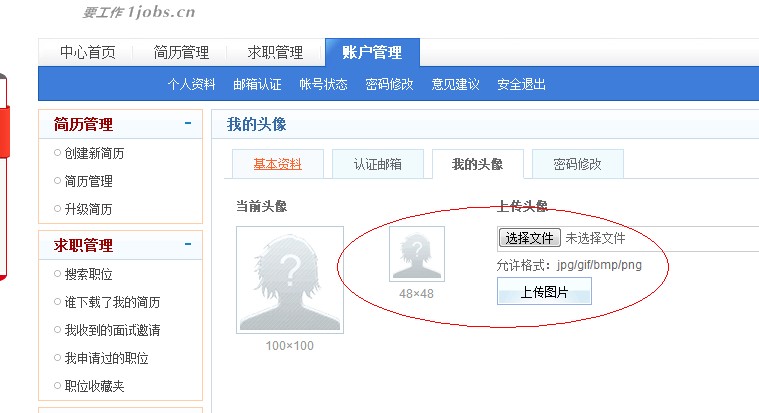 要工作 1jobs.cn
中心首页 简历管理 求职管理 账户管理
个人资料 邮箱认证 帐号状态 密码修改 意见建议 安全退出
简历管理
创建新简历
简历管理
升级简历
求职管理
搜索职位
谁下载了我的简历
我收到的面试邀请
我申请过的职位
职位收藏夹
我的头像
基本资料 认证邮箱 我的头像 密码修改
当前头像
100×100
48×48
上传头像
选择文件 未选择文件
允许格式：jpg/gif/bmp/png
上传图片